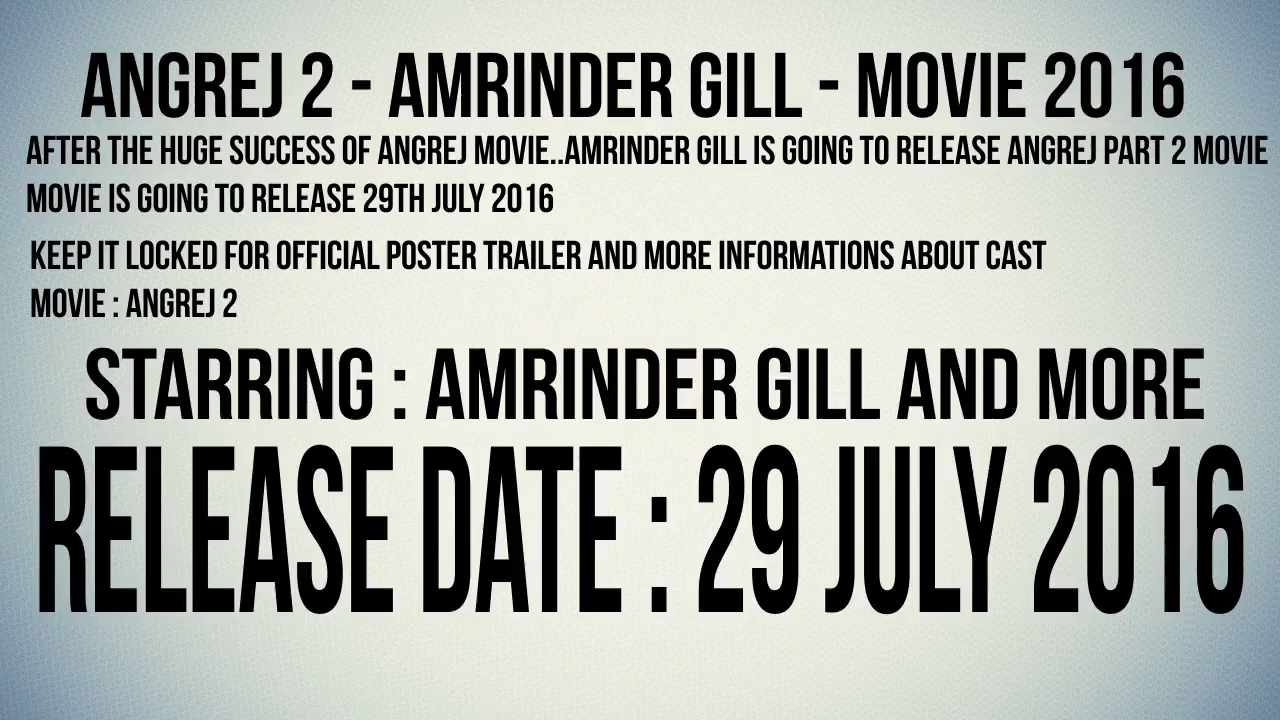 ANGREJ 2 - AMRINDER GILL - MOVIE 2016
AFTER THE HUGE SUCCESS OF ANGREJ MOVIE..AMRINDER GILL IS GOING TO RELEASE ANGREJ PART 2 MOVIE
MOVIE IS GOING TO RELEASE 29TH JULY 2016
KEEP IT LOCKED FOR OFFICIAL POSTER TRAILER AND MORE INFORMATIONS ABOUT CAST
MOVIE : ANGREJ 2
STARRING : AMRINDER GILL AND MORE
RELEASE DATE : 29 JULY 2016